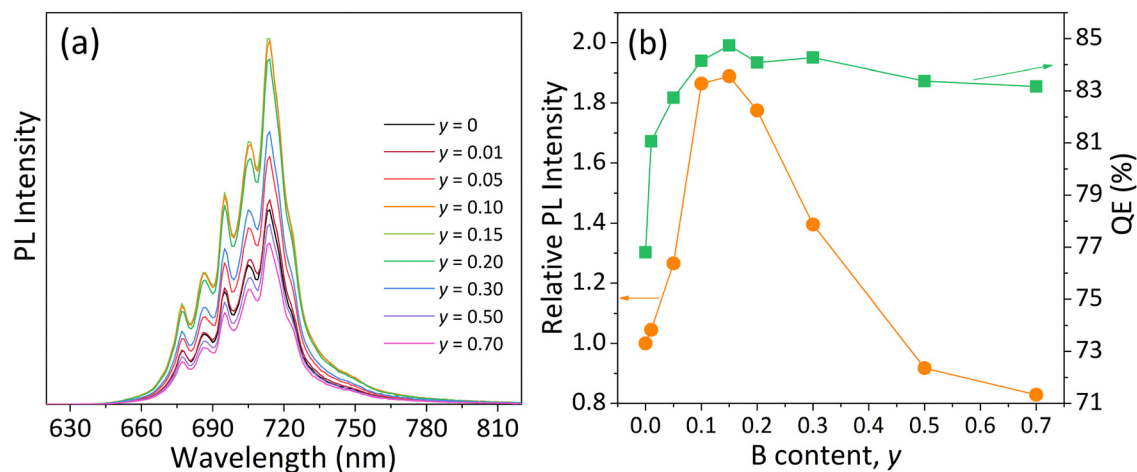 (a)
PL Intensity
y = 0
y = 0.01
y = 0.05
y = 0.10
y = 0.15
y = 0.20
y = 0.30
y = 0.50
y = 0.70
630 660 690 720 750 780 810
Wavelength (nm)
(b)
Relative PL Intensity
2.0
1.8
1.6
1.4
1.2
1.0
0.8
85
83
81
79
77
75
73
71
QE (%)
0.0 0.1 0.2 0.3 0.4 0.5 0.6 0.7
B content, y